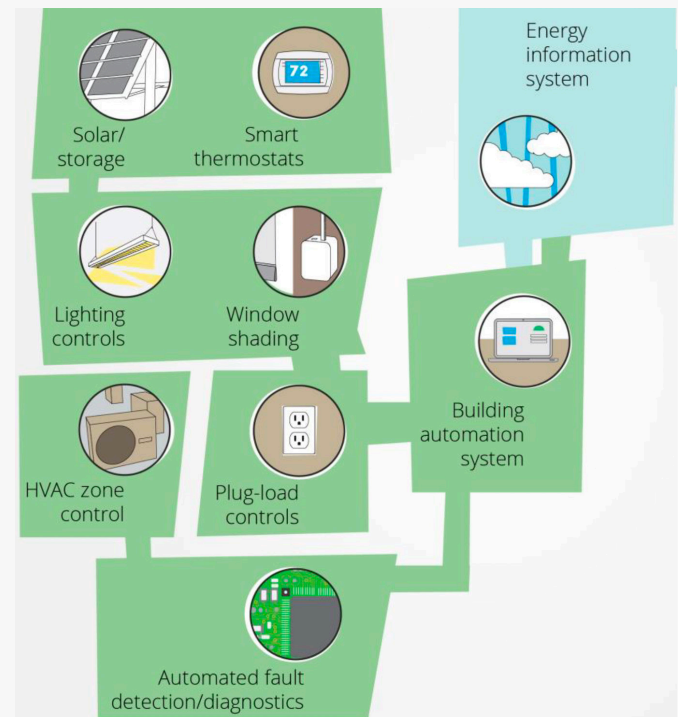 Energy
information
system
72
Solar/
storage
Smart
thermostats
Lighting
controls
Window
shading
Building
automation
system
HVAC zone
control
Plug-load
controls
Automated fault
detection/diagnostics